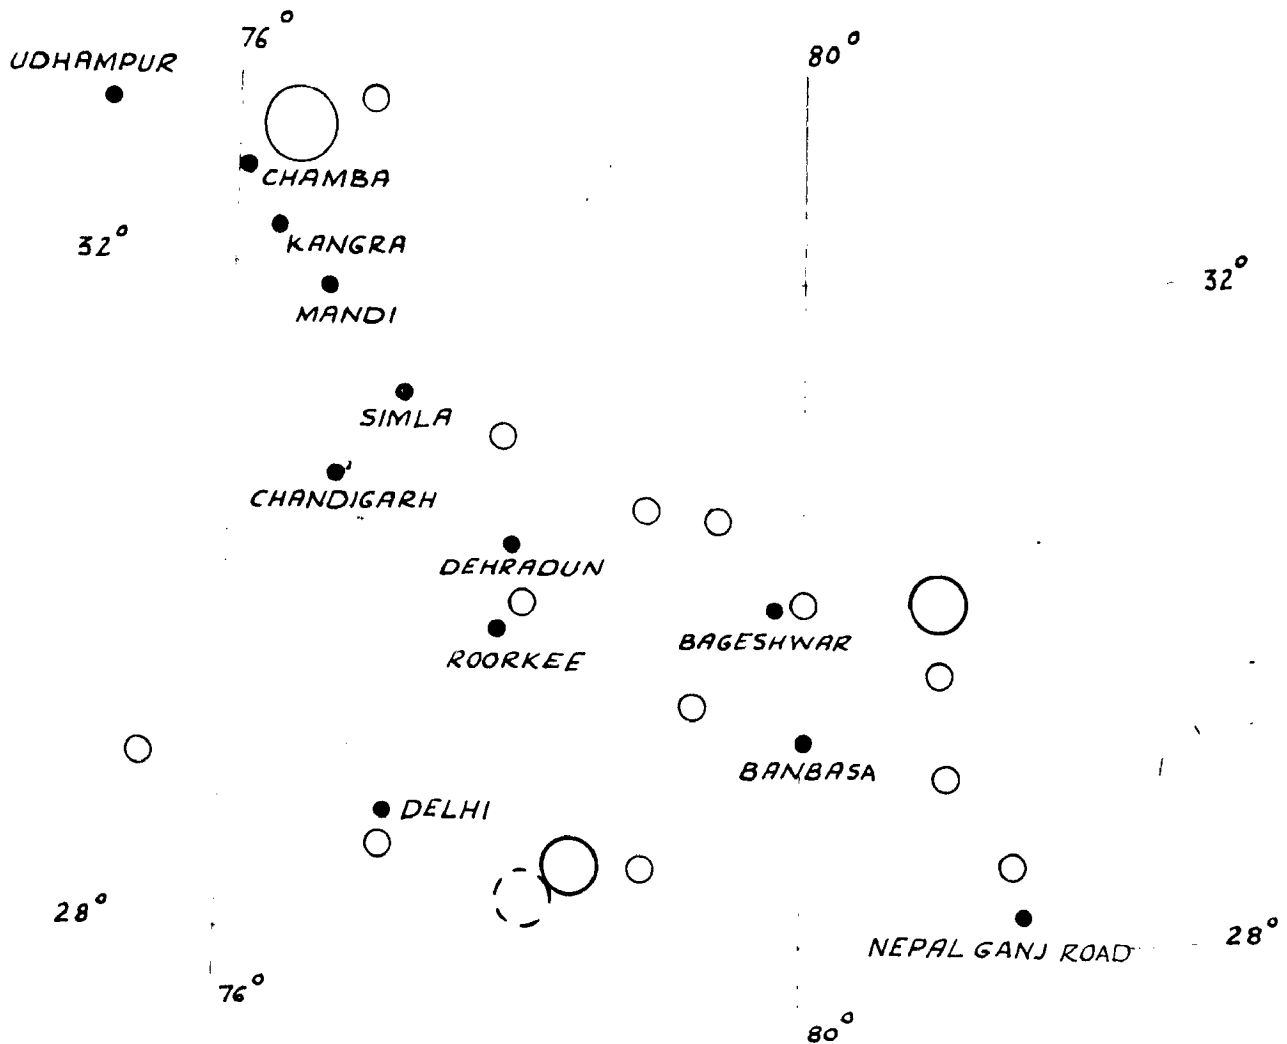 76°
80°
UDHAMPUR
CHAMBA
32°
KANGRA
32°
MANDI
SIMLA
CHANDIGARH
DEHRADUN
BAGESHWAR
ROORKEE
BANBASA
DELHI
28°
28°
NEPAL GANJ ROAD
76°
80°